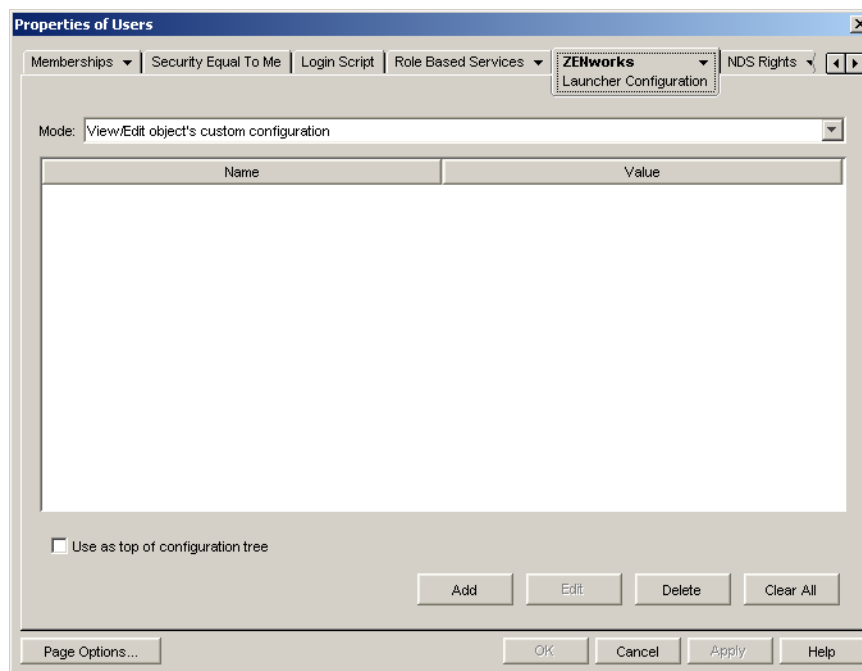 Properties of Users
Memberships
Security Equal To Me
Login Script
Role Based Services
ZENworks
Launcher Configuration
NDS Rights
Mode: View/Edit object's custom configuration
Name Value
Use as top of configuration tree
Add Edit Delete Clear All
Page Options... OK Cancel Apply Help